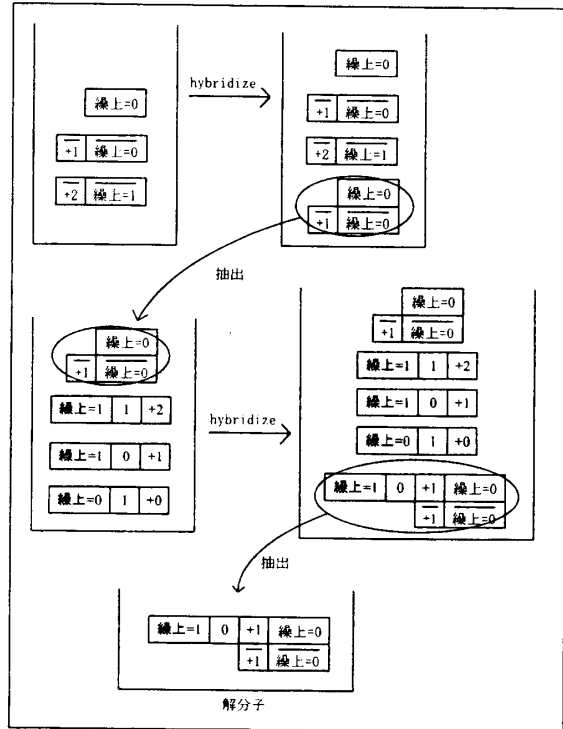 繰上=0
+1 繰上=0
+2 繰上=1
hybridize
繰上=0
+1 繰上=0
+2 繰上=1
繰上=0
+1 繰上=0
抽出
繰上=0
+1 繰上=0
繰上=1 1 +2
繰上=1 0 +1
繰上=0 1 +0
hybridize
繰上=0
+1 繰上=0
繰上=1 1 +2
繰上=1 0 +1
繰上=0 1 +0
繰上=1 0 +1 繰上=0
+1 繰上=0
抽出
繰上=1 0 +1 繰上=0
+1 繰上=0
解分子